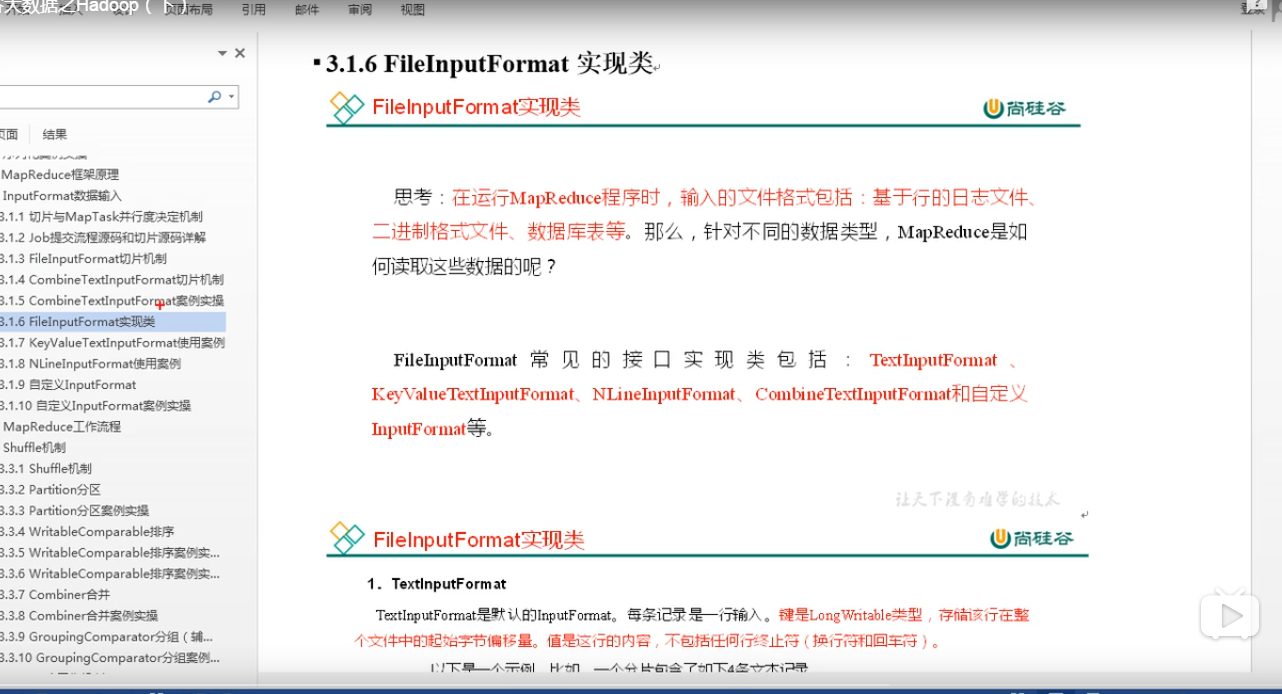 大数据之Hadoop（下）
页面布局 引用 邮件 审阅 视图
登录
页面 结果
MapReduce框架原理
InputFormat数据输入
3.1.1 切片与MapTask并行度决定机制
3.1.2 Job提交流程源码和切片源码详解
3.1.3 FileInputFormat切片机制
3.1.4 CombineTextInputFormat切片机制
3.1.5 CombineTextInputFormat案例实操
3.1.6 FileInputFormat实现类
3.1.7 KeyValueTextInputFormat使用案例
3.1.8 NLineInputFormat使用案例
3.1.9 自定义InputFormat
3.1.10 自定义InputFormat案例实操
MapReduce工作流程
Shuffle机制
3.3.1 Shuffle机制
3.3.2 Partition分区
3.3.3 Partition分区案例实操
3.3.4 WritableComparable排序
3.3.5 WritableComparable排序案例实...
3.3.6 WritableComparable排序案例实...
3.3.7 Combiner合并
3.3.8 Combiner合并案例实操
3.3.9 GroupingComparator分组（辅...
3.3.10 GroupingComparator分组案例...
3.1.6 FileInputFormat 实现类
FileInputFormat实现类
尚硅谷
思考：在运行MapReduce程序时，输入的文件格式包括：基于行的日志文件、
二进制格式文件、数据库表等。那么，针对不同的数据类型，MapReduce是如
何读取这些数据的呢？
FileInputFormat 常见的接口实现类包括：TextInputFormat、
KeyValueTextInputFormat、NLineInputFormat、CombineTextInputFormat和自定义
InputFormat等。
让天下没有难学的技术
FileInputFormat实现类
尚硅谷
1．TextInputFormat
TextInputFormat是默认的InputFormat。每条记录是一行输入。键是LongWritable类型，存储该行在整
个文件中的起始字节偏移量。值是这行的内容，不包括任何行终止符（换行符和回车符）。
以下是一个示例，比如，一个分片包含了如下4条文本记录